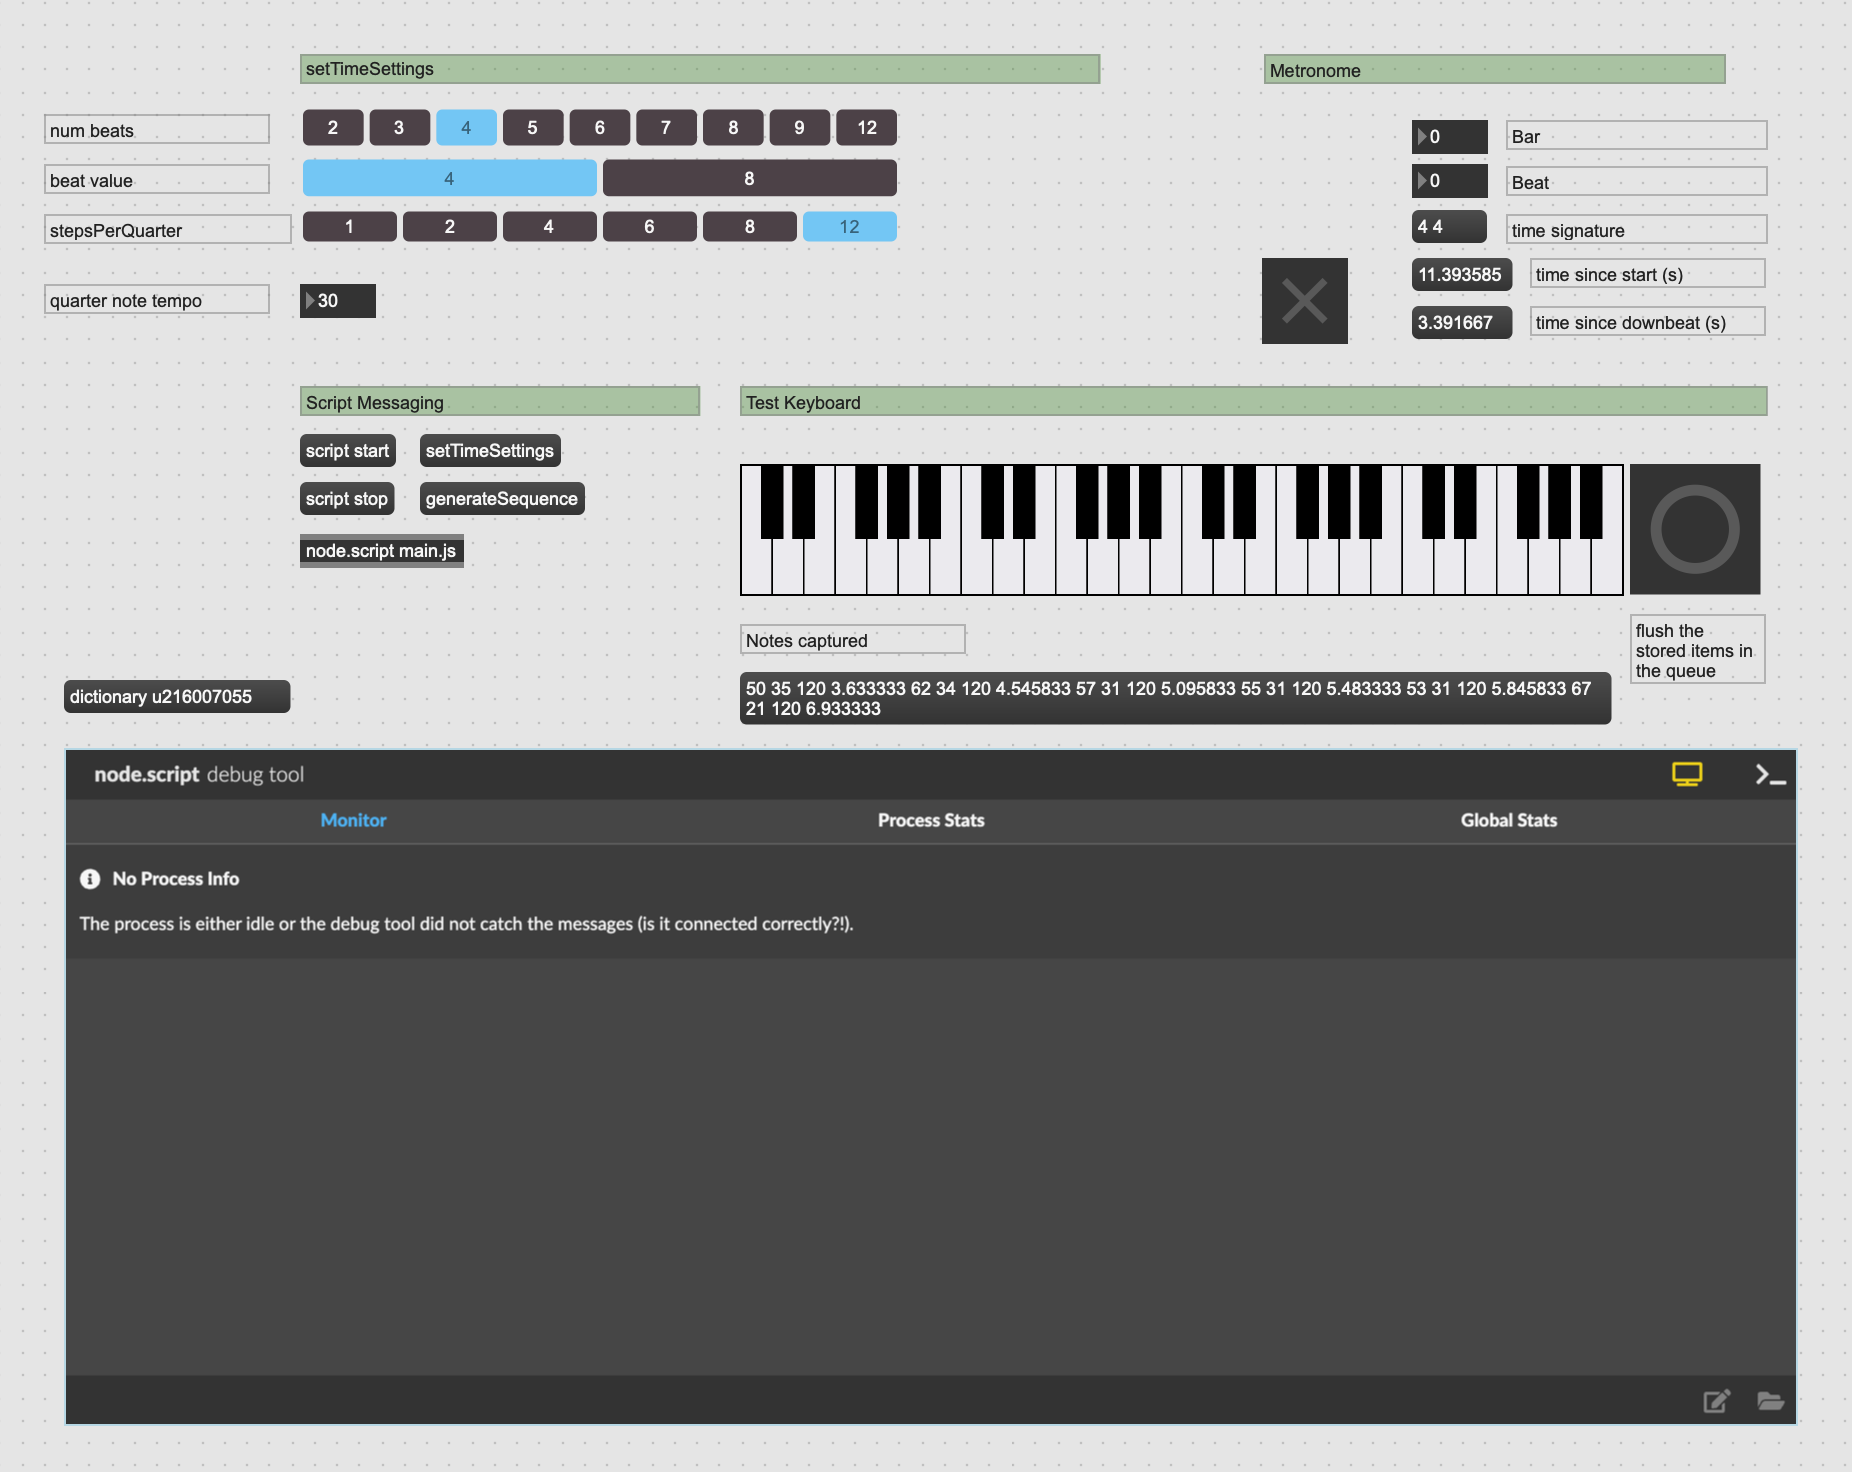 setTimeSettings
Metronome
num beats
2 3 4 5 6 7 8 9 12
0 Bar
beat value
4 8
0 Beat
stepsPerQuarter
1 2 4 6 8 12
4 4 time signature
11.393585 time since start (s)
quarter note tempo
30
3.391667 time since downbeat (s)
Script Messaging
Test Keyboard
script start
setTimeSettings
script stop
generateSequence
node.script main.js
Notes captured
flush the
stored items in
the queue
dictionary u216007055
50 35 120 3.633333 62 34 120 4.545833 57 31 120 5.095833 55 31 120 5.483333 53 31 120 5.845833 67
21 120 6.933333
node.script debug tool
Monitor
Process Stats
Global Stats
No Process Info
The process is either idle or the debug tool did not catch the messages (is it connected correctly?!).